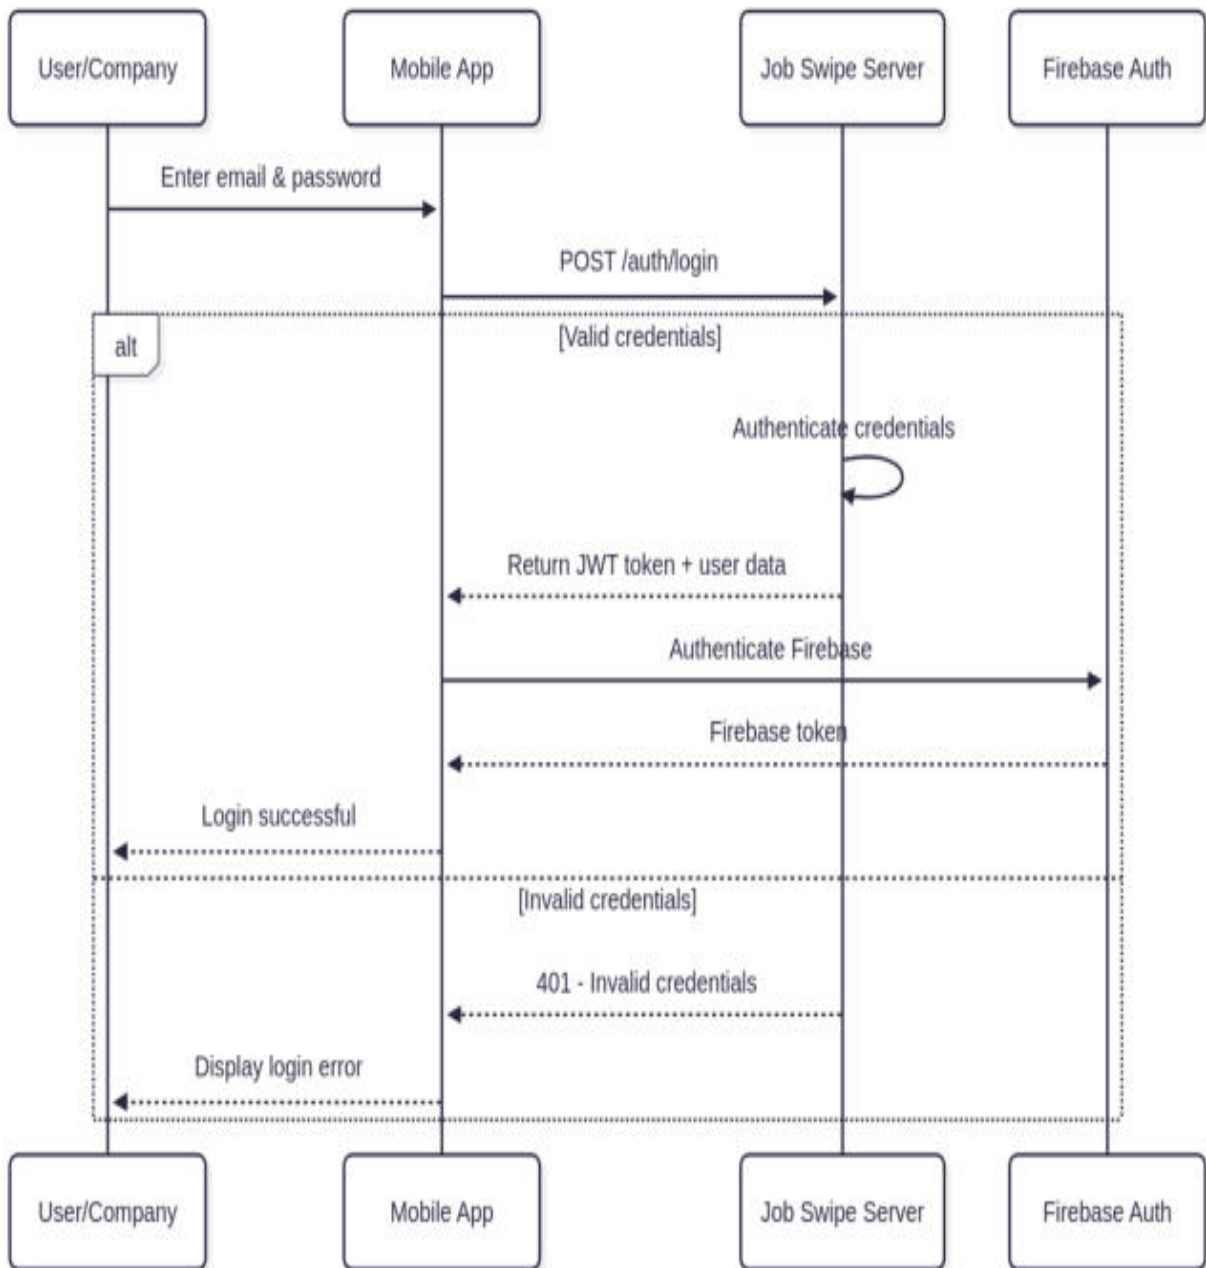 User/Company
Mobile App
Job Swipe Server
Firebase Auth
Enter email & password
POST /auth/login
alt
[Valid credentials]
Authenticate credentials
Return JWT token + user data
Authenticate Firebase
Firebase token
Login successful
[Invalid credentials]
401 - Invalid credentials
Display login error
User/Company
Mobile App
Job Swipe Server
Firebase Auth